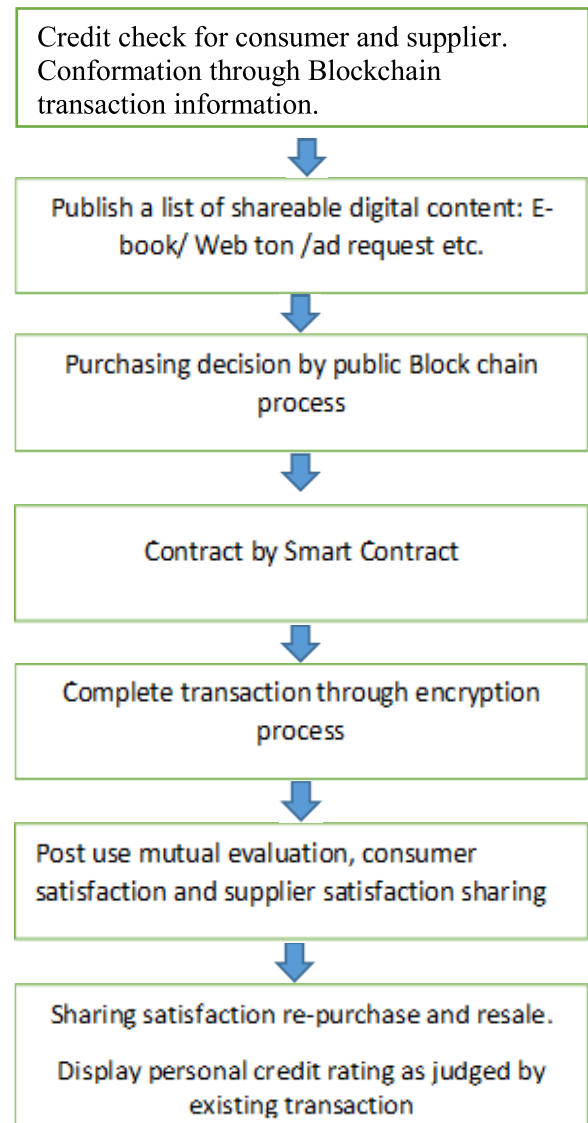 Credit check for consumer and supplier.
Conformation through Blockchain
transaction information.
Publish a list of shareable digital content: E-
book/ Web ton /ad request etc.
Purchasing decision by public Block chain
process
Contract by Smart Contract
Complete transaction through encryption
process
Post use mutual evaluation, consumer
satisfaction and supplier satisfaction sharing
Sharing satisfaction re-purchase and resale.
Display personal credit rating as judged by
existing transaction